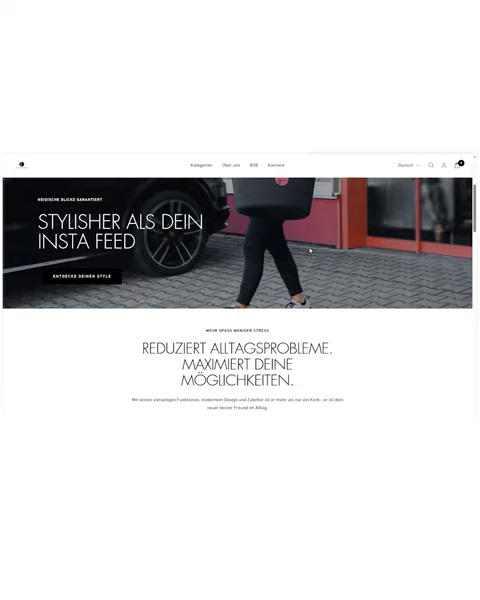 Kategorien Über uns B2B Karriere Deutsch
NEIDISCHE BLICKE GARANTIERT
STYLISHER ALS DEIN
INSTA FEED
ENTDECKE DEINEN STYLE
MEHR SPASS WENIGER STRESS
REDUZIERT ALLTAGSPROBLEME,
MAXIMIERT DEINE
MÖGLICHKEITEN.
Mit seinen vielseitigen Funktionen, modernem Design und Zubehör ist er mehr als nur ein Korb - er ist dein
neuer bester Freund im Alltag.